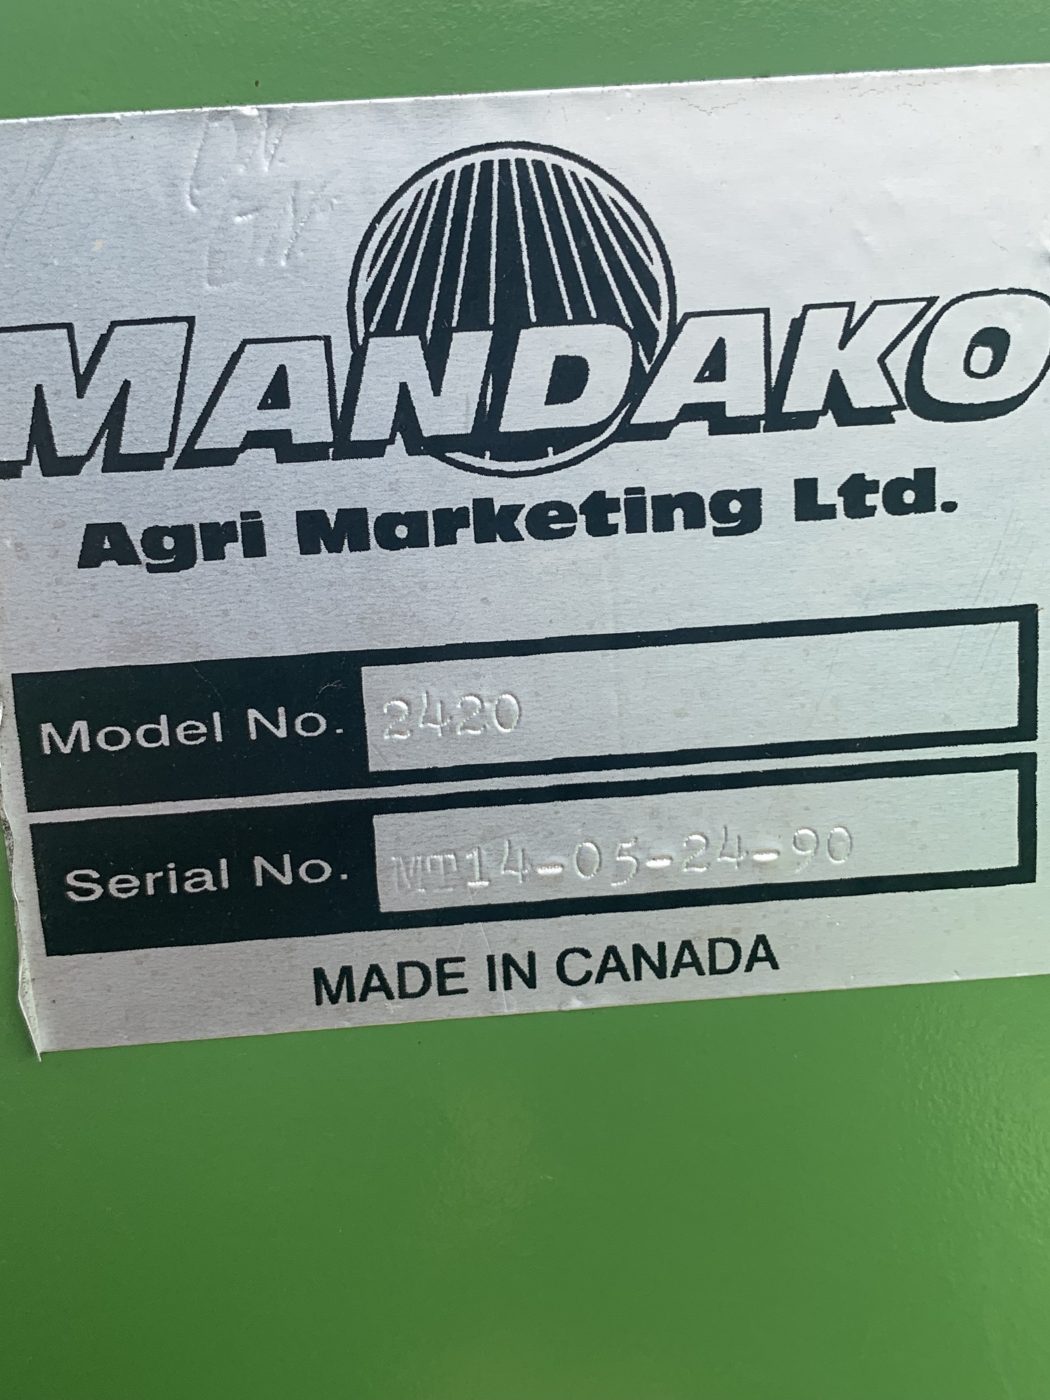 MANDAKO
Agri Marketing Ltd.
Model No. 2420
Serial No. MT14-05-24-90
MADE IN CANADA